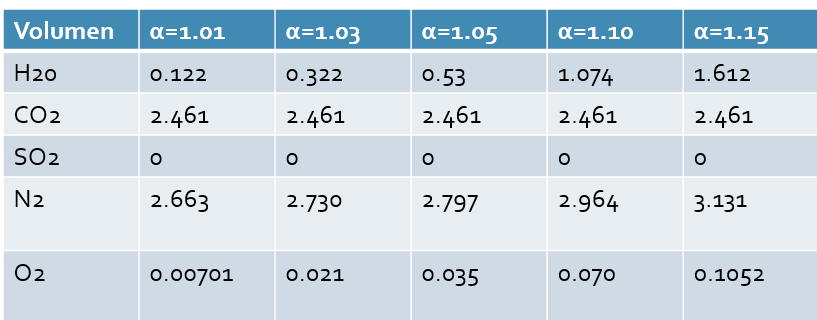 Volumen α=1.01 α=1.03 α=1.05 α=1.10 α=1.15
H20 0.122 0.322 0.53 1.074 1.612
CO2 2.461 2.461 2.461 2.461 2.461
SO2 0 0 0 0 0
N2 2.663 2.730 2.797 2.964 3.131
O2 0.00701 0.021 0.035 0.070 0.1052